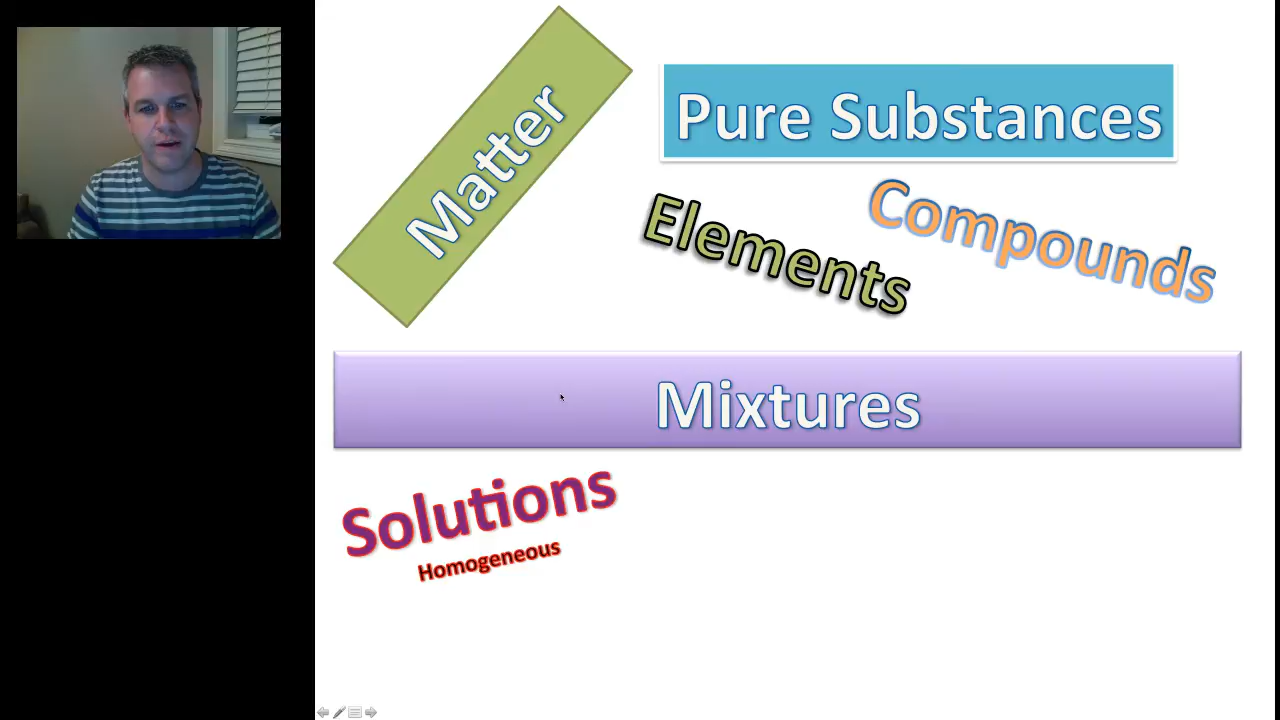 Matter
Pure Substances
Elements
Compounds
Mixtures
Solutions
Homogeneous